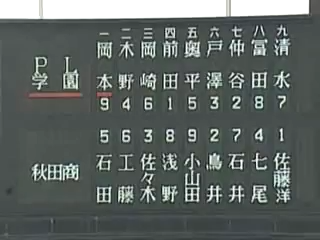 一 二 三 四 五 六 七 八 九
PL学園
岡本 木野 岡崎 前田 奥平 戸澤 仲谷 冨田 清水
9 4 6 1 5 3 2 8 7
5 6 3 8 9 2 7 4 1
秋田商
石田 工藤 佐々木 浅野 小山田 鳥井 石井 七尾 佐藤洋